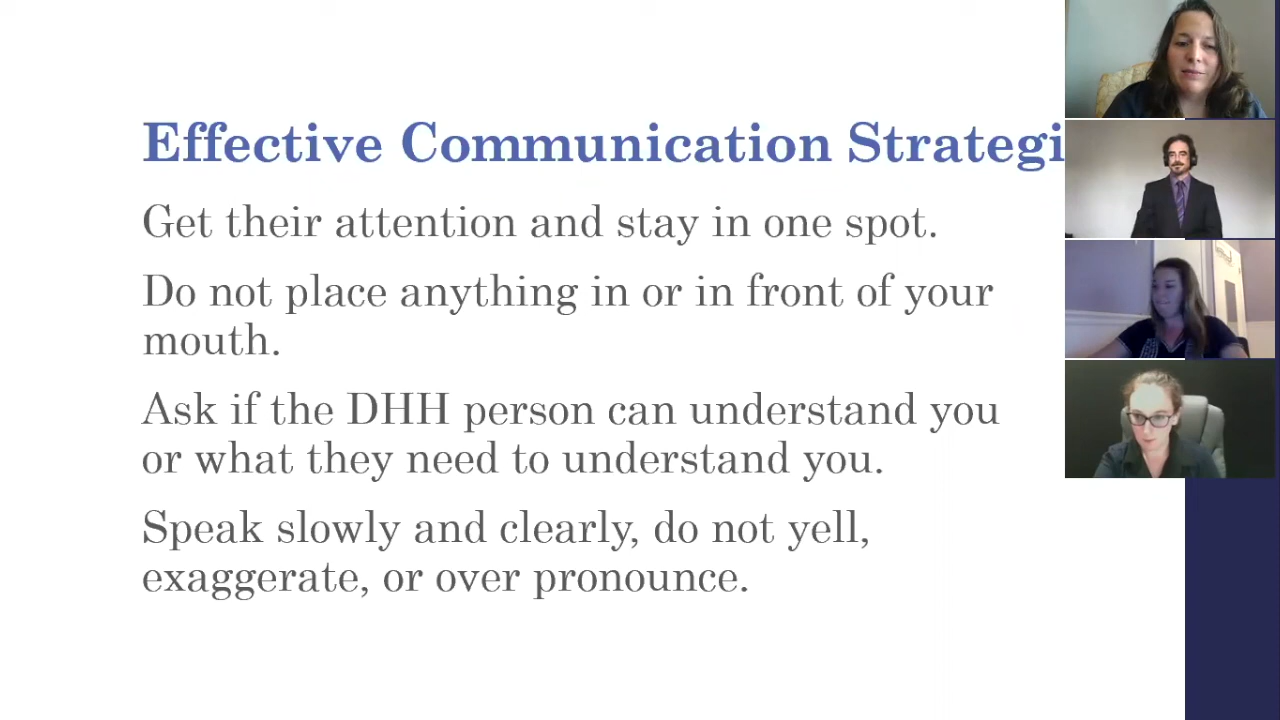 Effective Communication Strategi
Get their attention and stay in one spot.
Do not place anything in or in front of your
mouth.
Ask if the DHH person can understand you
or what they need to understand you.
Speak slowly and clearly, do not yell,
exaggerate, or over pronounce.